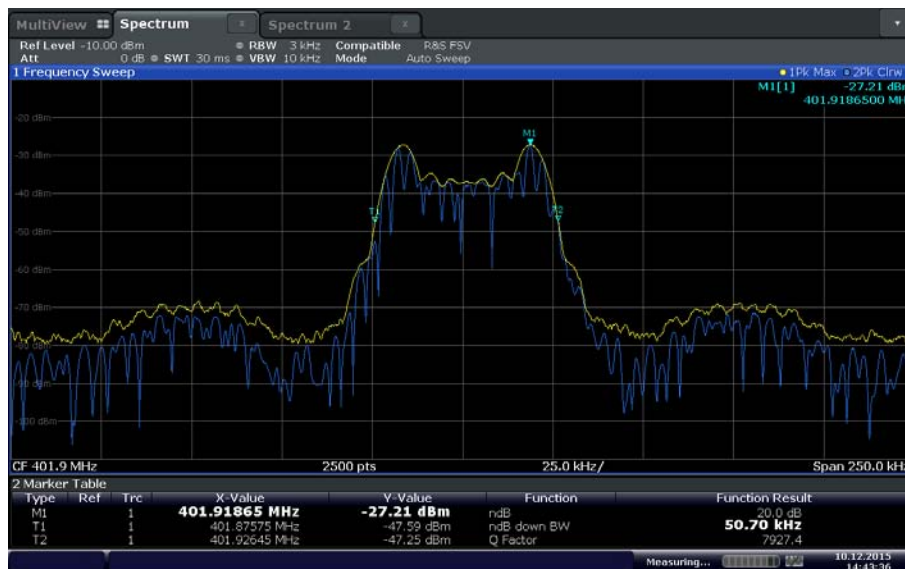 MultiView Spectrum x Spectrum 2 x
Ref Level -10.00 dBm RBW 3 kHz Compatible R&S FSV
Att 0 dB SWT 30 ms VBW 10 kHz Mode Auto Sweep
1 Frequency Sweep 1Pk Max 2Pk Clrw
M1[1] -27.21 dBm
401.9186500 MH
-20 dBm
M1
-30 dBm
-40 dBm
T1
-50 dBm
-60 dBm
-70 dBm
-90 dBm
-100 dBm
CF 401.9 MHz 2500 pts 25.0 kHz/ Span 250.0 kHz
2 Marker Table
Type Ref Trc X-Value Y-Value Function Function Result
M1 1 401.91865 MHz -27.21 dBm ndB 20.0 dB
T1 1 401.87575 MHz -47.59 dBm ndB down BW 50.70 kHz
T2 1 401.92645 MHz -47.25 dBm Q Factor 7927.4
Measuring... 10.12.2015
14:43:36